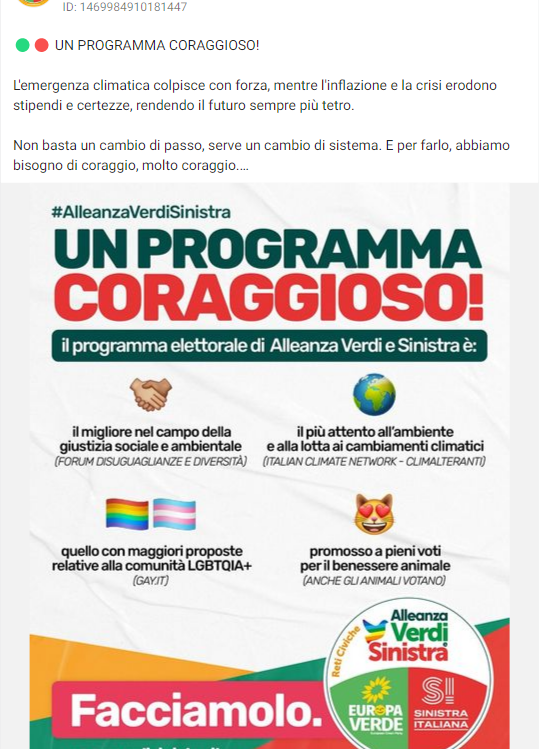 ID: 1469984910181447
UN PROGRAMMA CORAGGIOSO!
L'emergenza climatica colpisce con forza, mentre l'inflazione e la crisi erodono
stipendi e certezze, rendendo il futuro sempre più tetro.
Non basta un cambio di passo, serve un cambio di sistema. E per farlo, abbiamo
bisogno di coraggio, molto coraggio....
#AlleanzaVerdiSinistra
UN PROGRAMMA
CORAGGIOSO!
il programma elettorale di Alleanza Verdi e Sinistra è:
il migliore nel campo della
giustizia sociale e ambientale
(FORUM DISUGUAGLIANZE E DIVERSITÀ)
il più attento all'ambiente
e alla lotta ai cambiamenti climatici
(ITALIAN CLIMATE NETWORK - CLIMALTERANTI)
quello con maggiori proposte
relative alla comunità LGBTQIA+
(GAY.IT)
promosso a pieni voti
per il benessere animale
(ANCHE GLI ANIMALI VOTANO)
Facciamolo.
Reti Civiche
Alleanza
Verdi
Sinistra
EUROPA
VERDE
SI
SINISTRA
ITALIANA